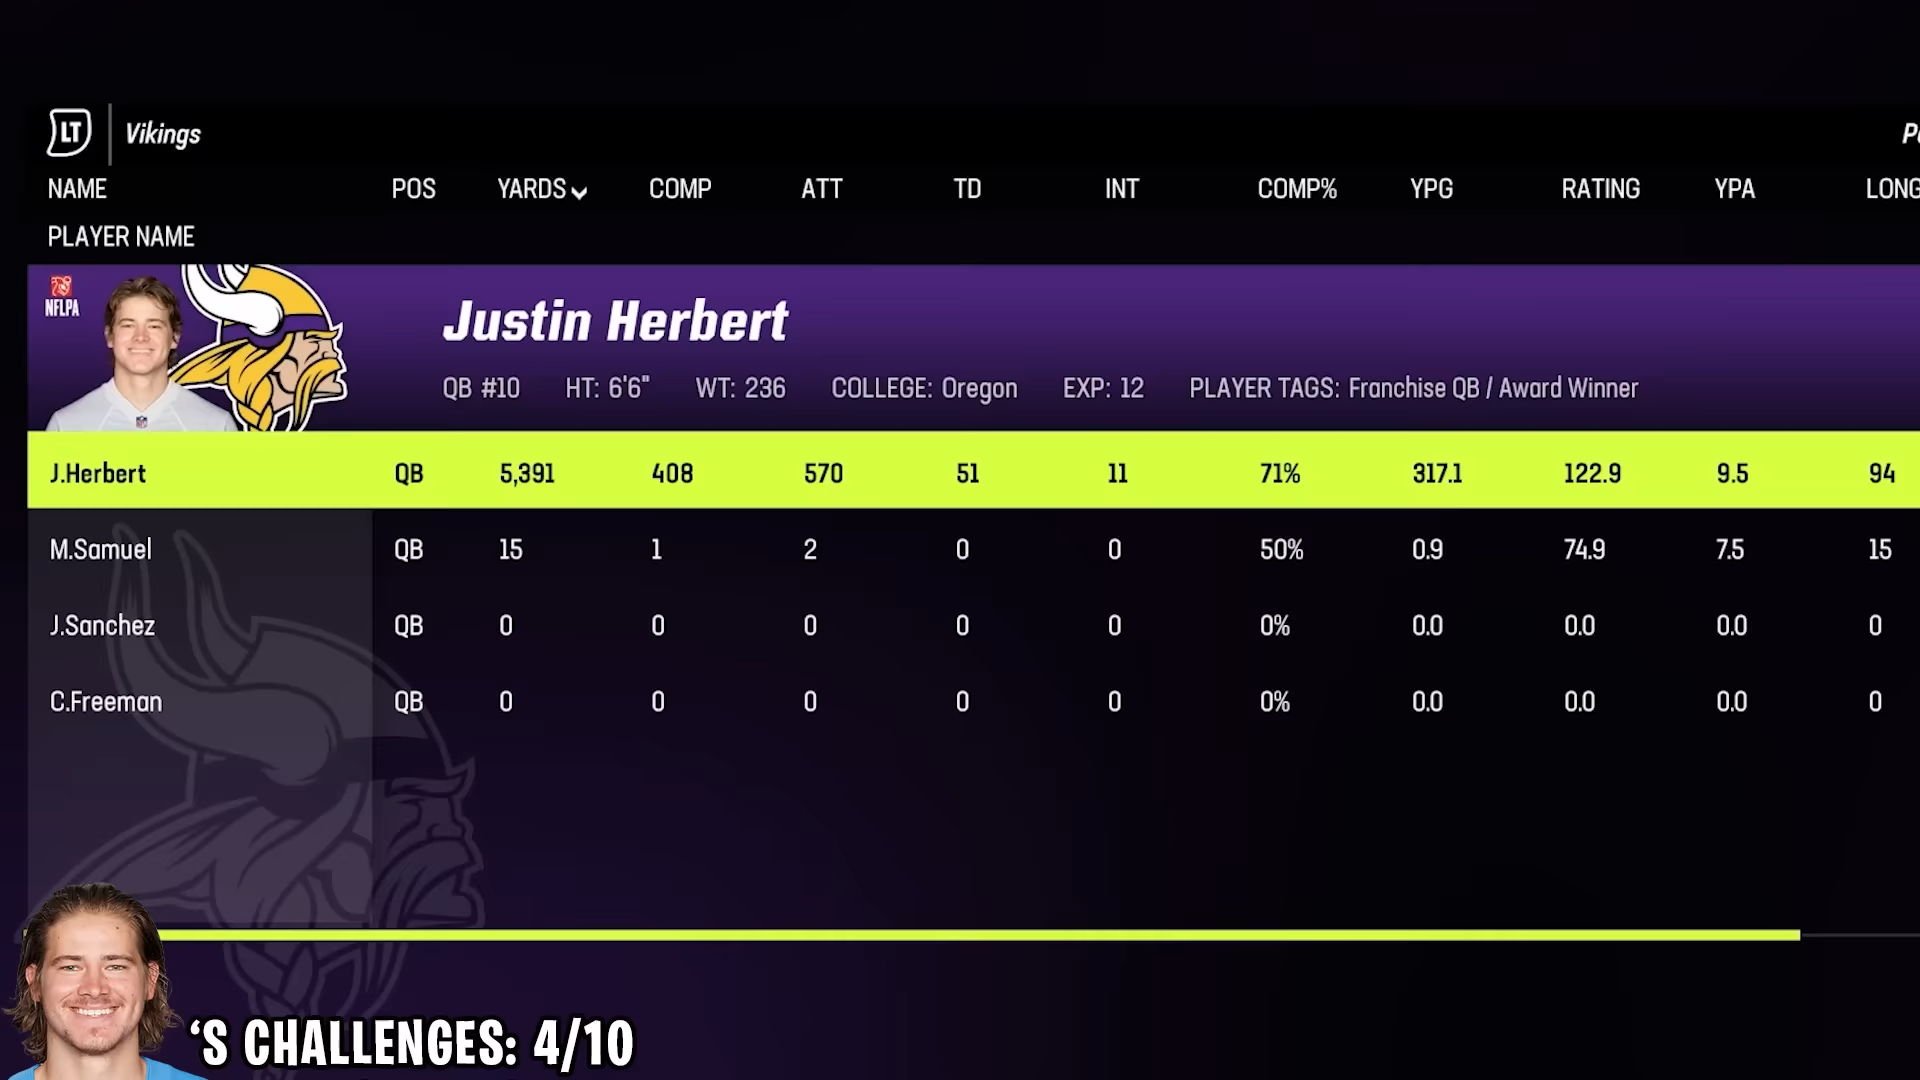 LT Vikings
NAME POS YARDS COMP ATT TD INT COMP% YPG RATING YPA LONG
PLAYER NAME
NFLPA
Justin Herbert
QB #10 HT: 6'6" WT: 236 COLLEGE: Oregon EXP: 12 PLAYER TAGS: Franchise QB / Award Winner
J.Herbert QB 5,391 408 570 51 11 71% 317.1 122.9 9.5 94
M.Samuel QB 15 1 2 0 0 50% 0.9 74.9 7.5 15
J.Sanchez QB 0 0 0 0 0 0% 0.0 0.0 0.0 0
C.Freeman QB 0 0 0 0 0 0% 0.0 0.0 0.0 0
‘S CHALLENGES: 4/10